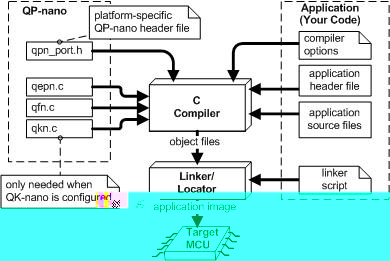 QP-nano
platform-specific
QP-nano header file
Application
(Your Code)
qpn_port.h
compiler
options
qepn.c
qfn.c
qkn.c
C
Compiler
application
header file
application
source files
object files
only needed when
QK-nano is configured
Linker/
Locator
linker
script
application image
Target
MCU